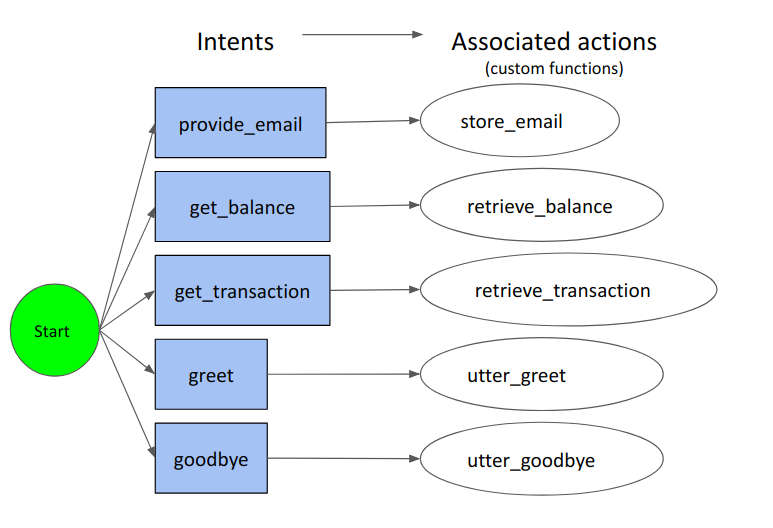 Intents
Associated actions
(custom functions)
provide_email
store_email
get_balance
retrieve_balance
get_transaction
retrieve_transaction
Start
greet
utter_greet
goodbye
utter_goodbye